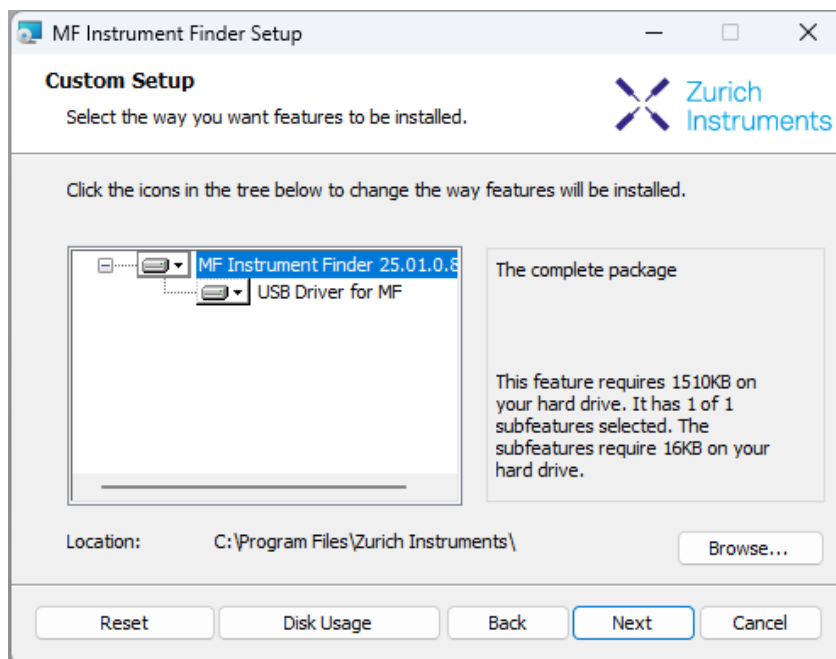 MF Instrument Finder Setup
Custom Setup
Select the way you want features to be installed.
Zurich
Instruments
Click the icons in the tree below to change the way features will be installed.
MF Instrument Finder 25.01.0.8
USB Driver for MF
The complete package
This feature requires 1510KB on
your hard drive. It has 1 of 1
subfeatures selected. The
subfeatures require 16KB on your
hard drive.
Location: C:\Program Files\Zurich Instruments\
Browse...
Reset Disk Usage Back Next Cancel